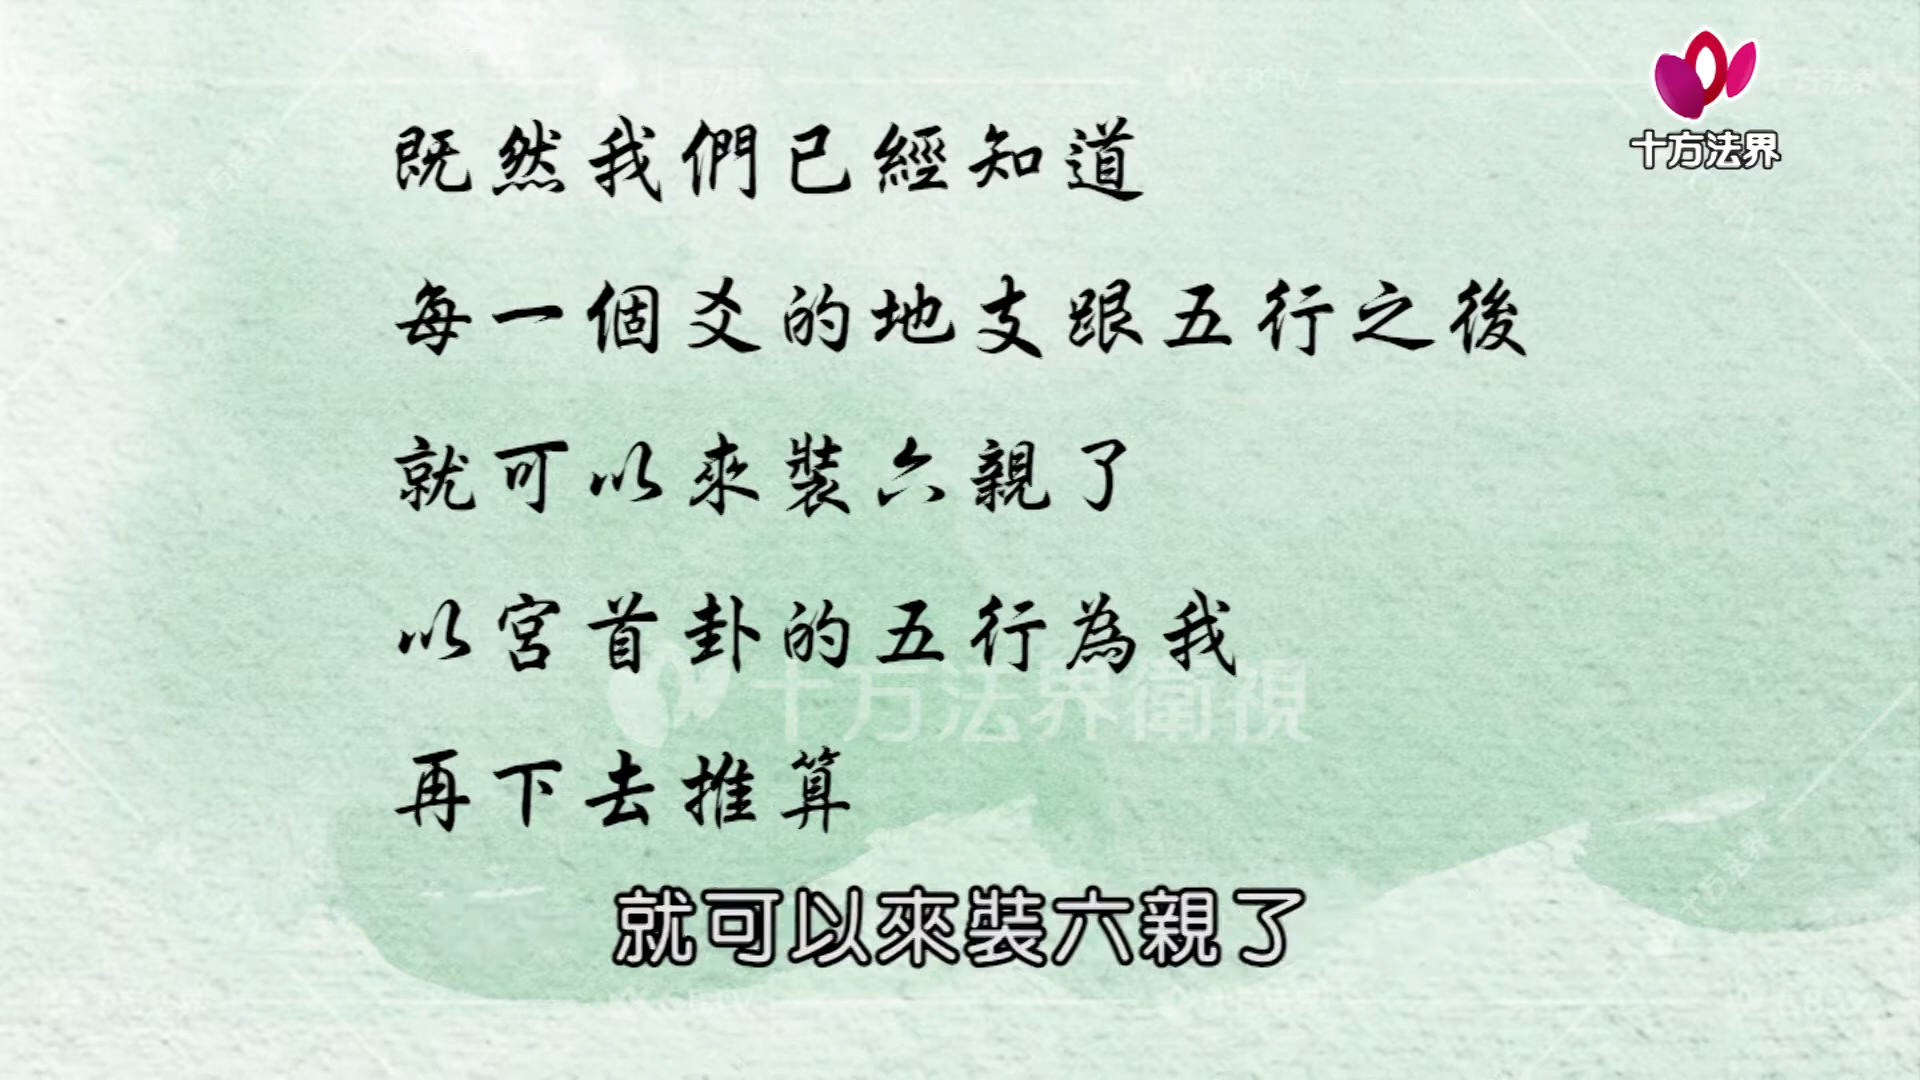 十方法界
既然我們已經知道
每一個爻的地支跟五行之後
就可以來裝六親了
以宮首卦的五行為我
十方法界衛視
再下去推算
就可以來裝六親了